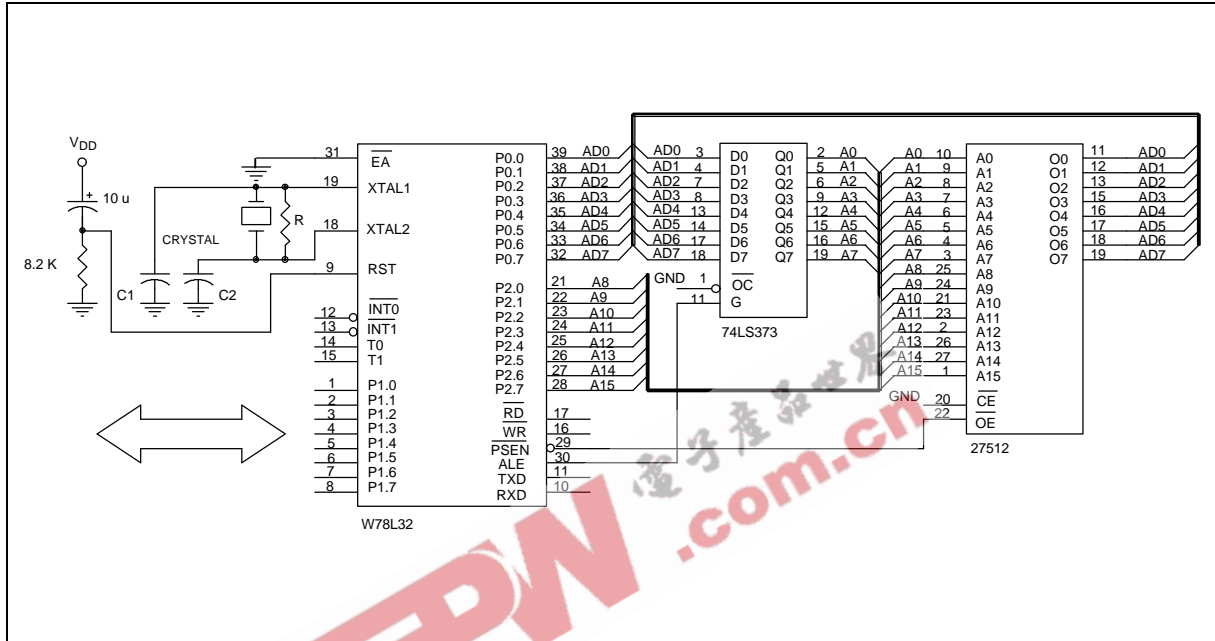 VDD
+ 10 u
8.2 K
CRYSTAL
R
C1
C2
31 EA
19 XTAL1
18 XTAL2
9 RST
12 INT0
13 INT1
14 T0
15 T1
1 P1.0
2 P1.1
3 P1.2
4 P1.3
5 P1.4
6 P1.5
7 P1.6
8 P1.7
P0.0 39 AD0
P0.1 38 AD1
P0.2 37 AD2
P0.3 36 AD3
P0.4 35 AD4
P0.5 34 AD5
P0.6 33 AD6
P0.7 32 AD7
P2.0 21 A8
P2.1 22 A9
P2.2 23 A10
P2.3 24 A11
P2.4 25 A12
P2.5 26 A13
P2.6 27 A14
P2.7 28 A15
RD 17
WR 16
PSEN 29
ALE 30
TXD 11
RXD 10
W78L32
AD0 3 D0 Q0 2 A0
AD1 4 D1 Q1 5 A1
AD2 7 D2 Q2 6 A2
AD3 8 D3 Q3 9 A3
AD4 13 D4 Q4 12 A4
AD5 14 D5 Q5 15 A5
AD6 17 D6 Q6 16 A6
AD7 18 D7 Q7 19 A7
GND 1 OC
11 G
74LS373
A0 10 A0 O0 11 AD0
A1 9 A1 O1 12 AD1
A2 8 A2 O2 13 AD2
A3 7 A3 O3 15 AD3
A4 6 A4 O4 16 AD4
A5 5 A5 O5 17 AD5
A6 4 A6 O6 18 AD6
A7 3 A7 O7 19 AD7
A8 25 A8
A9 24 A9
A10 21 A10
A11 23 A11
A12 2 A12
A13 26 A13
A14 27 A14
A15 1 A15
GND 20 CE
22 OE
27512
電子產品世界
.com.cn